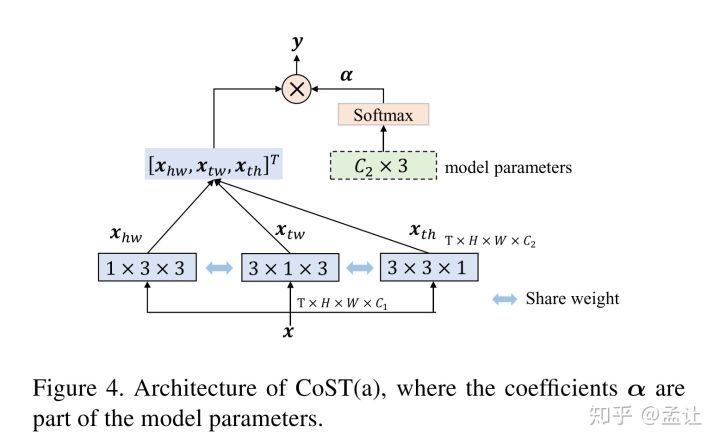 y
α
Softmax
[x_hw, x_tw, x_th]^T
C₂ × 3
model parameters
x_hw
x_tw
x_th
T × H × W × C₂
1 × 3 × 3
3 × 1 × 3
3 × 3 × 1
Share weight
T × H × W × C₁
x
Figure 4. Architecture of CoST(a), where the coefficients α are
part of the model parameters.
知乎 @孟让